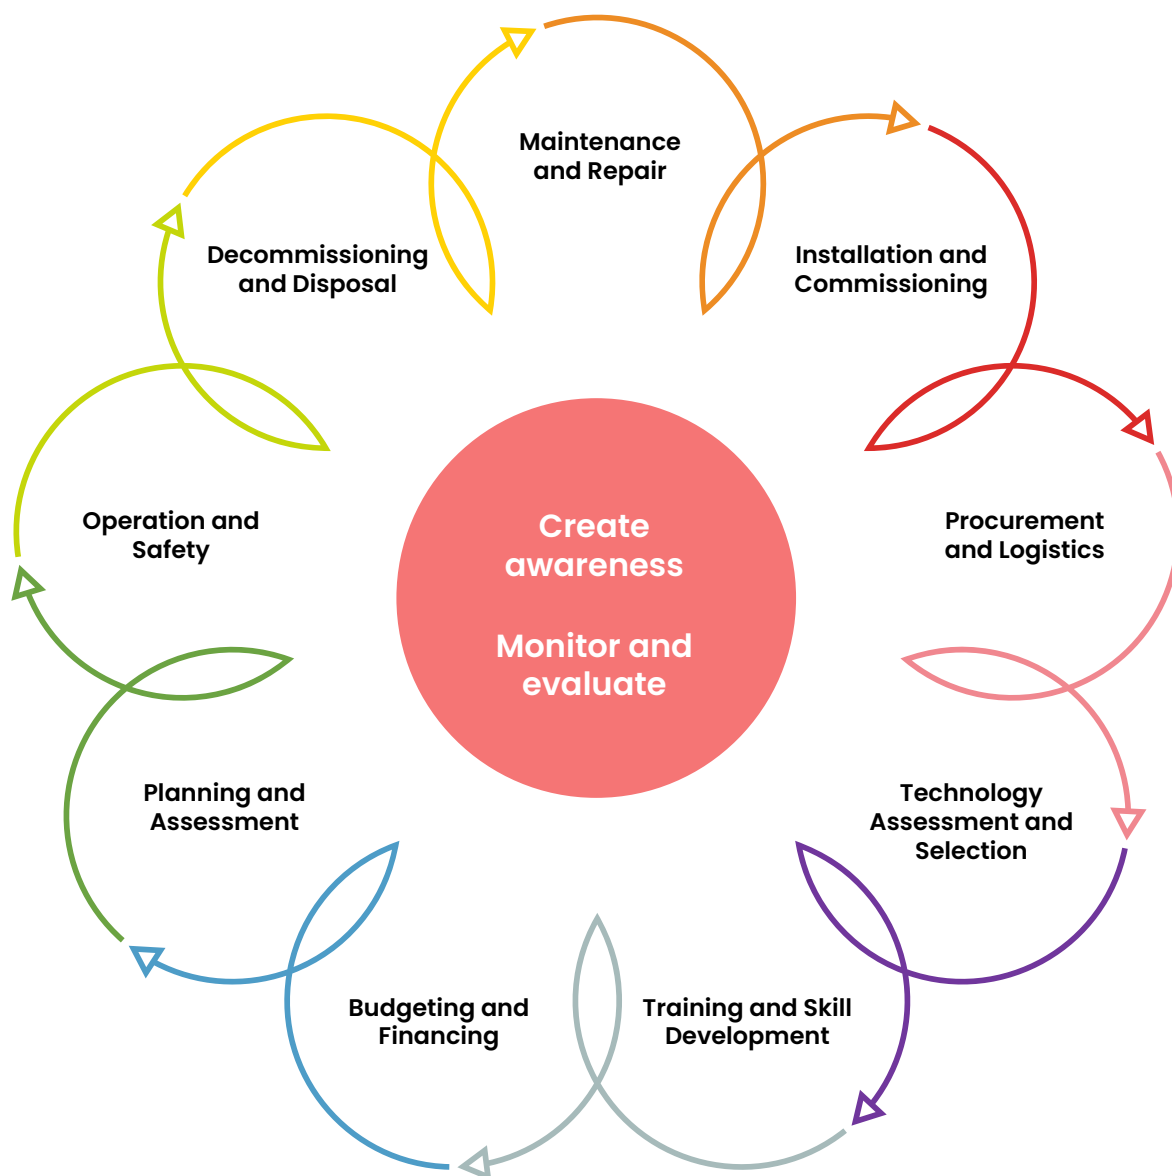 Maintenance
and Repair
Decommissioning
and Disposal
Installation and
Commissioning
Operation and
Safety
Create
awareness
Monitor and
evaluate
Procurement
and Logistics
Planning and
Assessment
Technology
Assessment and
Selection
Budgeting and
Financing
Training and Skill
Development